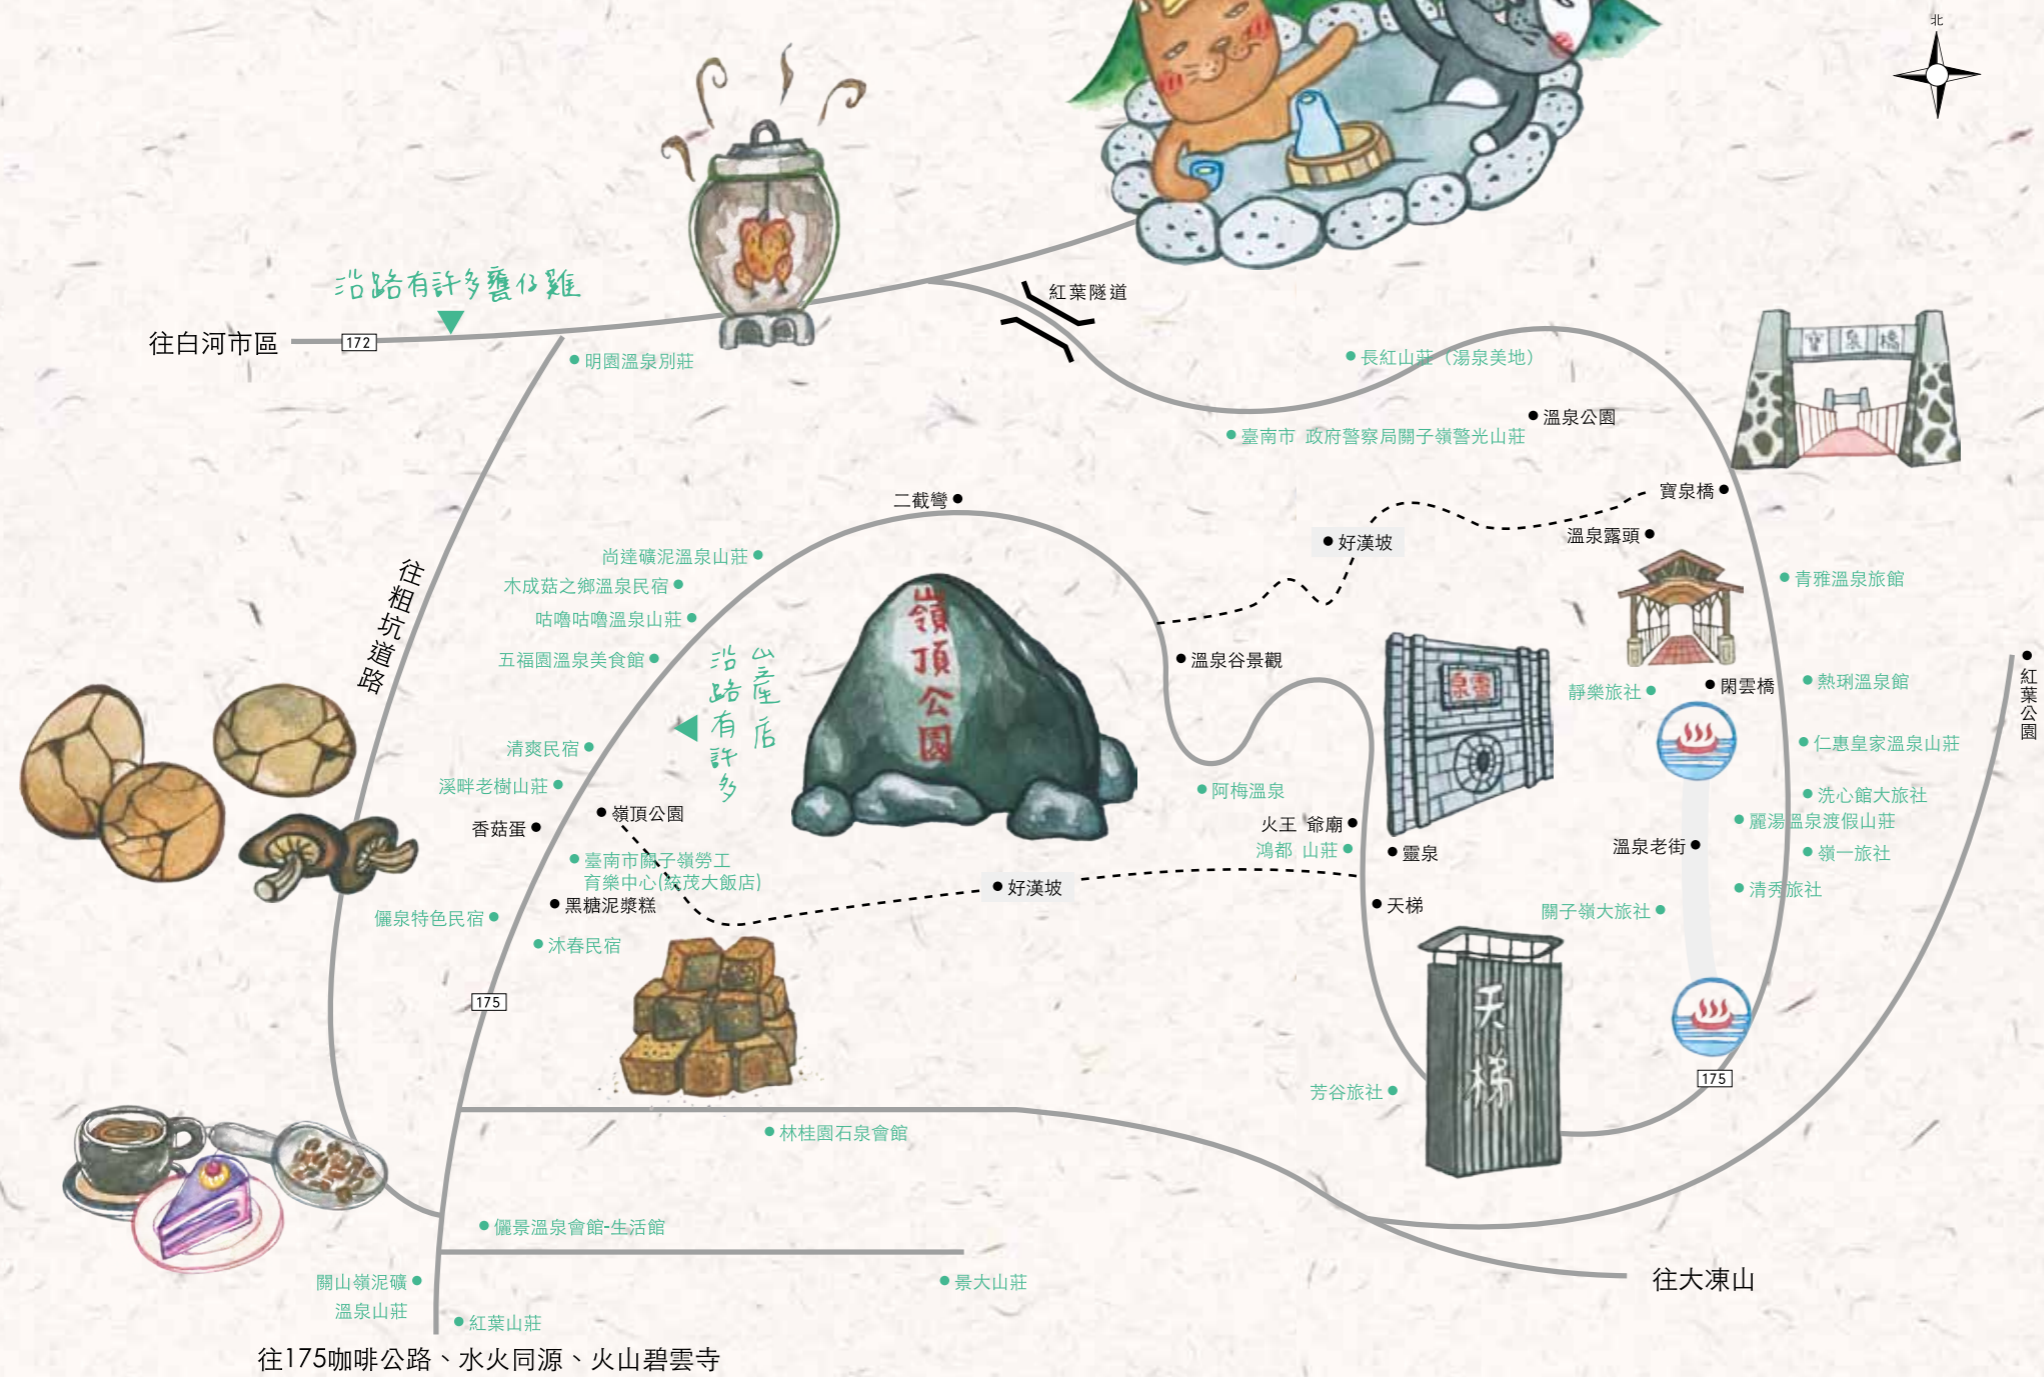 北
沿路有許多甕仔雞
紅葉隧道
往白河市區
172
明園溫泉別莊
長紅山莊（湯泉美地）
寶泉橋
溫泉公園
臺南市 政府警察局關子嶺警光山莊
二截彎
寶泉橋
溫泉露頭
好漢坡
尚達礦泥溫泉山莊
木成菇之鄉溫泉民宿
咕嚕咕嚕溫泉山莊
五福園溫泉美食館
往粗坑道路
青雅溫泉旅館
嶺頂公園
沿路有許多
山產店
溫泉谷景觀
靈泉
靜樂旅社
閑雲橋
熱琍溫泉館
紅葉公園
清爽民宿
仁惠皇家溫泉山莊
溪畔老樹山莊
阿梅溫泉
洗心館大旅社
嶺頂公園
香菇蛋
火王 爺廟
麗湯溫泉渡假山莊
鴻都 山莊
靈泉
溫泉老街
嶺一旅社
臺南市關子嶺勞工
育樂中心(統茂大飯店)
好漢坡
清秀旅社
黑糖泥漿糕
天梯
關子嶺大旅社
儷泉特色民宿
沐春民宿
175
天梯
175
芳谷旅社
林桂園石泉會館
儷景溫泉會館-生活館
關山嶺泥礦
溫泉山莊
景大山莊
往大凍山
紅葉山莊
往175咖啡公路、水火同源、火山碧雲寺